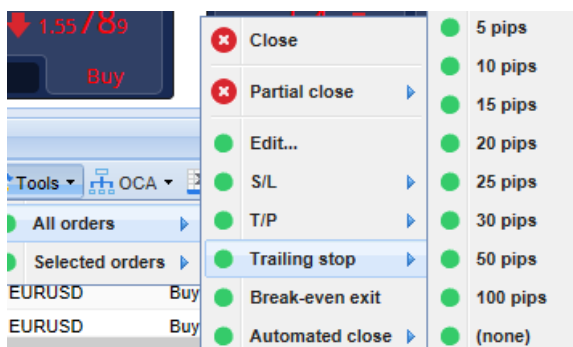 1.55789
Buy
Tools
OCA
All orders
Selected orders
EURUSD Buy
EURUSD Buy
Close
Partial close
Edit...
S/L
T/P
Trailing stop
Break-even exit
Automated close
5 pips
10 pips
15 pips
20 pips
25 pips
30 pips
50 pips
100 pips
(none)